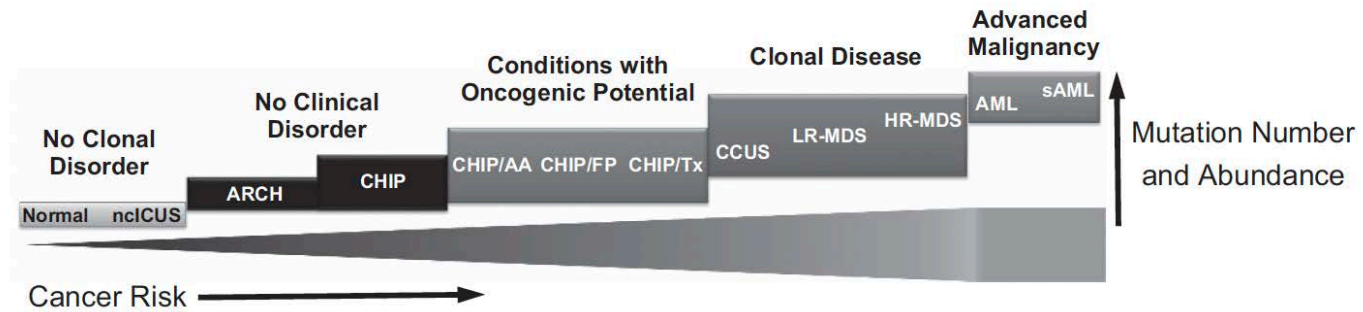 No Clonal
Disorder
Normal ncICUS
No Clinical
Disorder
ARCH
CHIP
Conditions with
Oncogenic Potential
CHIP/AA CHIP/FP CHIP/Tx
Clonal Disease
CCUS
LR-MDS
HR-MDS
Advanced
Malignancy
AML
sAML
Mutation Number
and Abundance
Cancer Risk